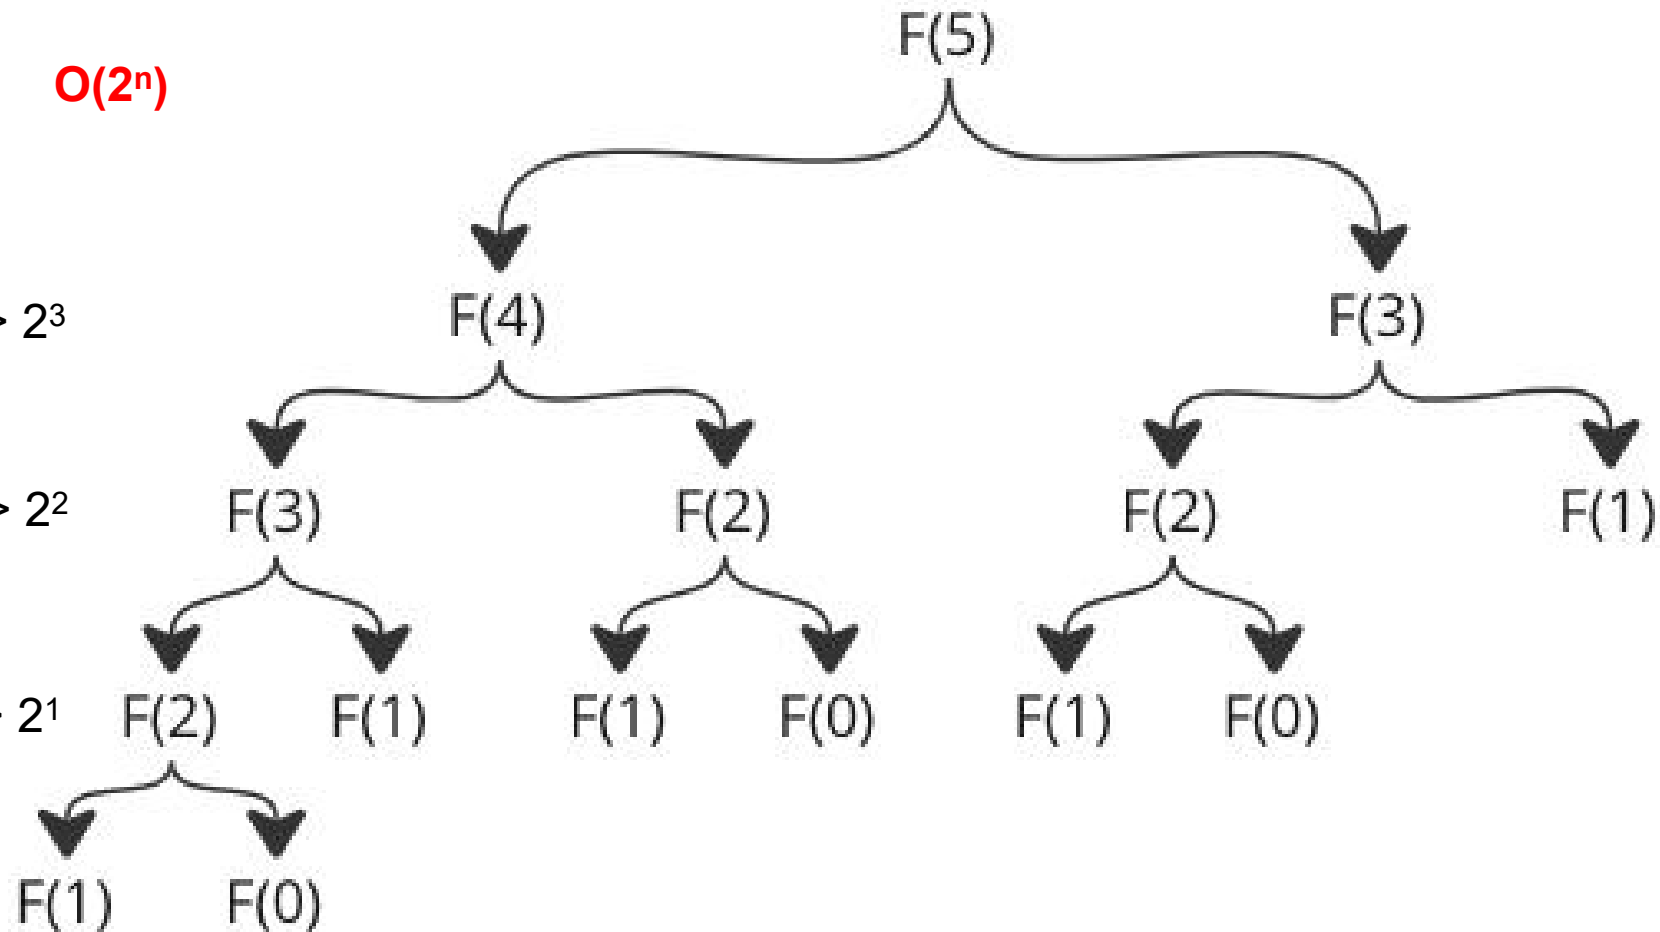 F(5)
O(2ⁿ)
> 2³ F(4) F(3)
> 2² F(3) F(2) F(2) F(1)
2¹ F(2) F(1) F(1) F(0) F(1) F(0)
F(1) F(0)